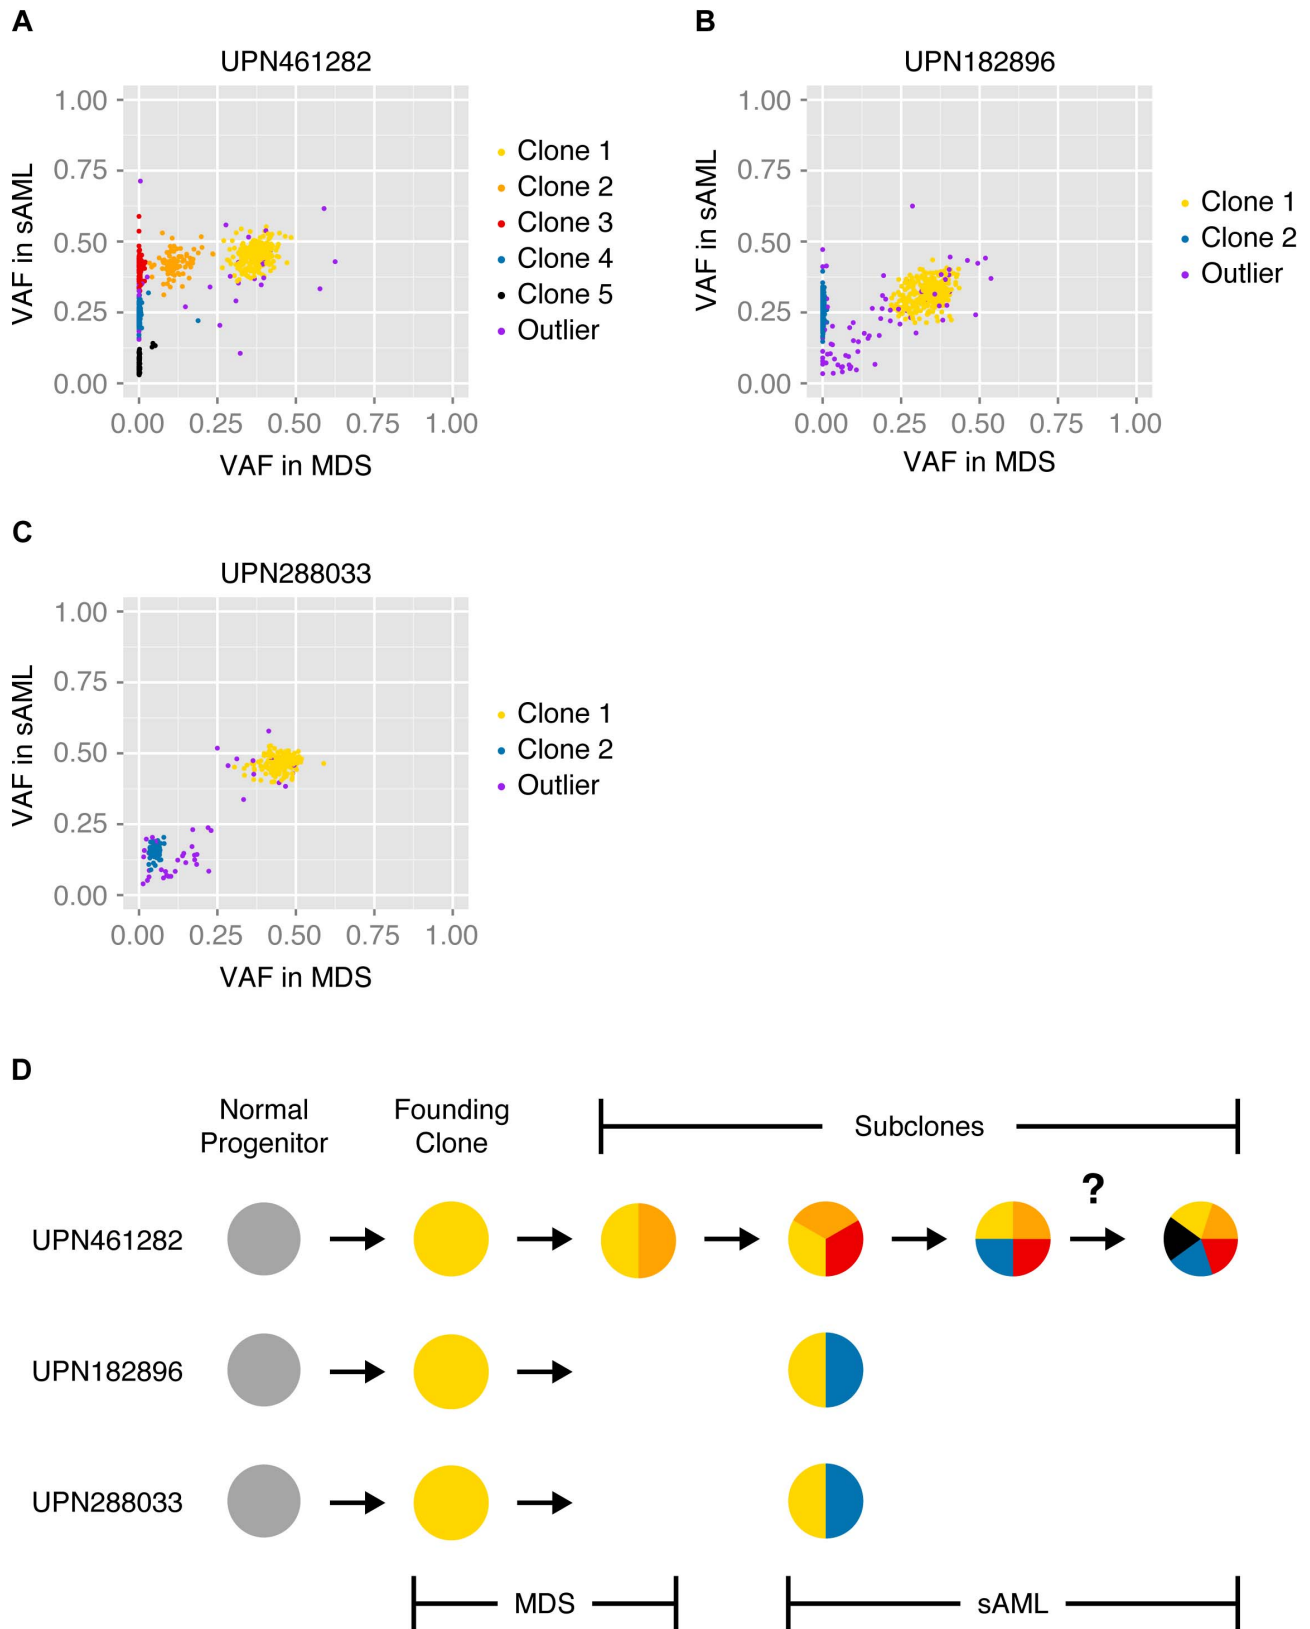 A
UPN461282
1.00
0.75
0.50
0.25
0.00
0.00 0.25 0.50 0.75 1.00
VAF in sAML
VAF in MDS
Clone 1
Clone 2
Clone 3
Clone 4
Clone 5
Outlier
B
UPN182896
1.00
0.75
0.50
0.25
0.00
0.00 0.25 0.50 0.75 1.00
VAF in sAML
VAF in MDS
Clone 1
Clone 2
Outlier
C
UPN288033
1.00
0.75
0.50
0.25
0.00
0.00 0.25 0.50 0.75 1.00
VAF in sAML
VAF in MDS
Clone 1
Clone 2
Outlier
D
Normal
Progenitor
Founding
Clone
Subclones
UPN461282
?
UPN182896
UPN288033
MDS
sAML